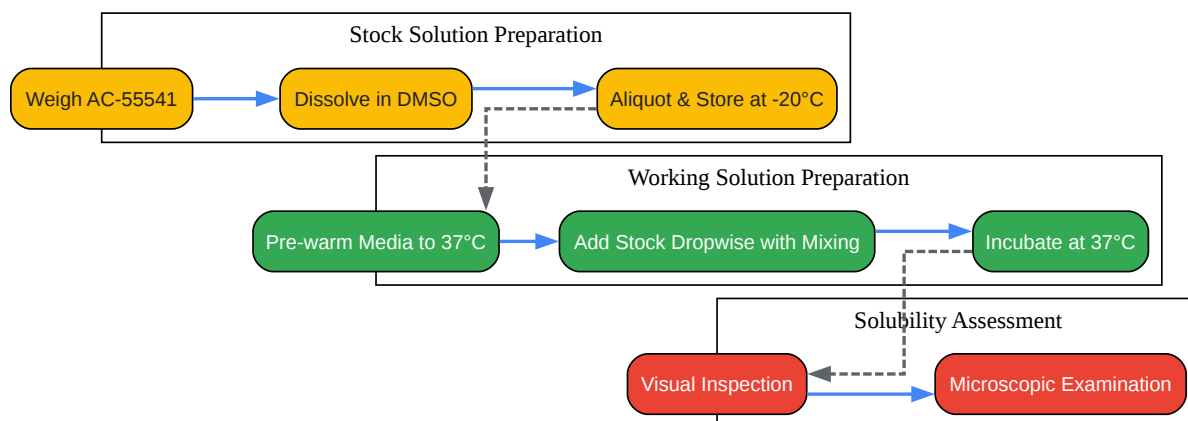 Stock Solution Preparation
Weigh AC-55541
Dissolve in DMSO
Aliquot & Store at -20°C
Working Solution Preparation
Pre-warm Media to 37°C
Add Stock Dropwise with Mixing
Incubate at 37°C
Solubility Assessment
Visual Inspection
Microscopic Examination